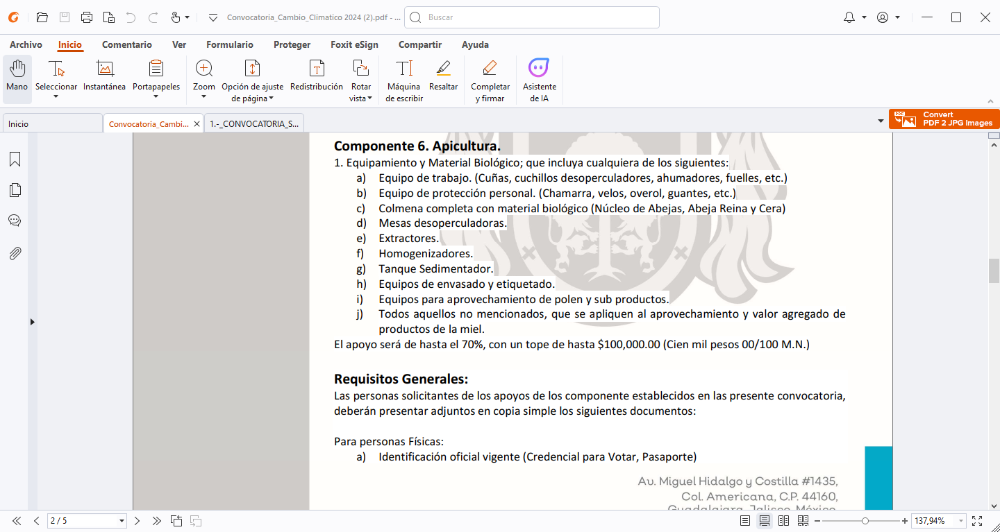 Convocatoria_Cambio_Climatico 2024 (2).pdf - ...
Buscar
Archivo Inicio Comentario Ver Formulario Proteger Foxit eSign Compartir Ayuda
Mano Seleccionar Instantánea Portapapeles Zoom Opción de ajuste de página Redistribución Rotar vista Máquina de escribir Resaltar Completar y firmar Asistente de IA
Inicio Convocatoria_Cambi... 1.-_CONVOCATORIA_S...
PDF Convert
PDF 2 JPG Images
Componente 6. Apicultura.
1. Equipamiento y Material Biológico; que incluya cualquiera de los siguientes:
a) Equipo de trabajo. (Cuñas, cuchillos desoperculadores, ahumadores, fuelles, etc.)
b) Equipo de protección personal. (Chamarra, velos, overol, guantes, etc.)
c) Colmena completa con material biológico (Núcleo de Abejas, Abeja Reina y Cera)
d) Mesas desoperculadoras.
e) Extractores.
f) Homogenizadores.
g) Tanque Sedimentador.
h) Equipos de envasado y etiquetado.
i) Equipos para aprovechamiento de polen y sub productos.
j) Todos aquellos no mencionados, que se apliquen al aprovechamiento y valor agregado de
productos de la miel.
El apoyo será de hasta el 70%, con un tope de hasta $100,000.00 (Cien mil pesos 00/100 M.N.)
Requisitos Generales:
Las personas solicitantes de los apoyos de los componente establecidos en las presente convocatoria,
deberán presentar adjuntos en copia simple los siguientes documentos:
Para personas Físicas:
a) Identificación oficial vigente (Credencial para Votar, Pasaporte)
Av. Miguel Hidalgo y Costilla #1435,
Col. Americana, C.P. 44160,
Guadalajara, Jalisco, México
2 / 5
137,94%